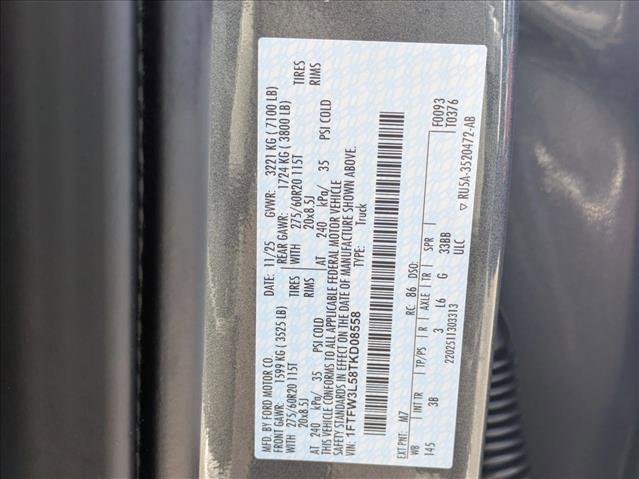 MFD. BY FORD MOTOR CO. DATE: 11/25 GVWR: 3221 KG ( 7100 LB)
FRONT GAWR: 1599 KG ( 3525 LB) REAR GAWR: 1724 KG ( 3800 LB)
WITH 275/60R20 115T TIRES WITH 275/60R20 115T TIRES
20x8.5J RIMS 20x8.5J RIMS
AT 240 kPa/ 35 PSI COLD AT 240 kPa/ 35 PSI COLD
THIS VEHICLE CONFORMS TO ALL APPLICABLE FEDERAL MOTOR VEHICLE
SAFETY STANDARDS IN EFFECT ON THE DATE OF MANUFACTURE SHOWN ABOVE.
VIN: 1FTFW3L58TKD08558 TYPE: Truck
F0093
T0376
EXT PNT: M7 RC: 86 DSO:
WB INT TR TP/PS R AXLE TR SPR
145 3B 3 L6 G 33BB
ULC
2202511303313 ▽ RU5A-3520472-AB